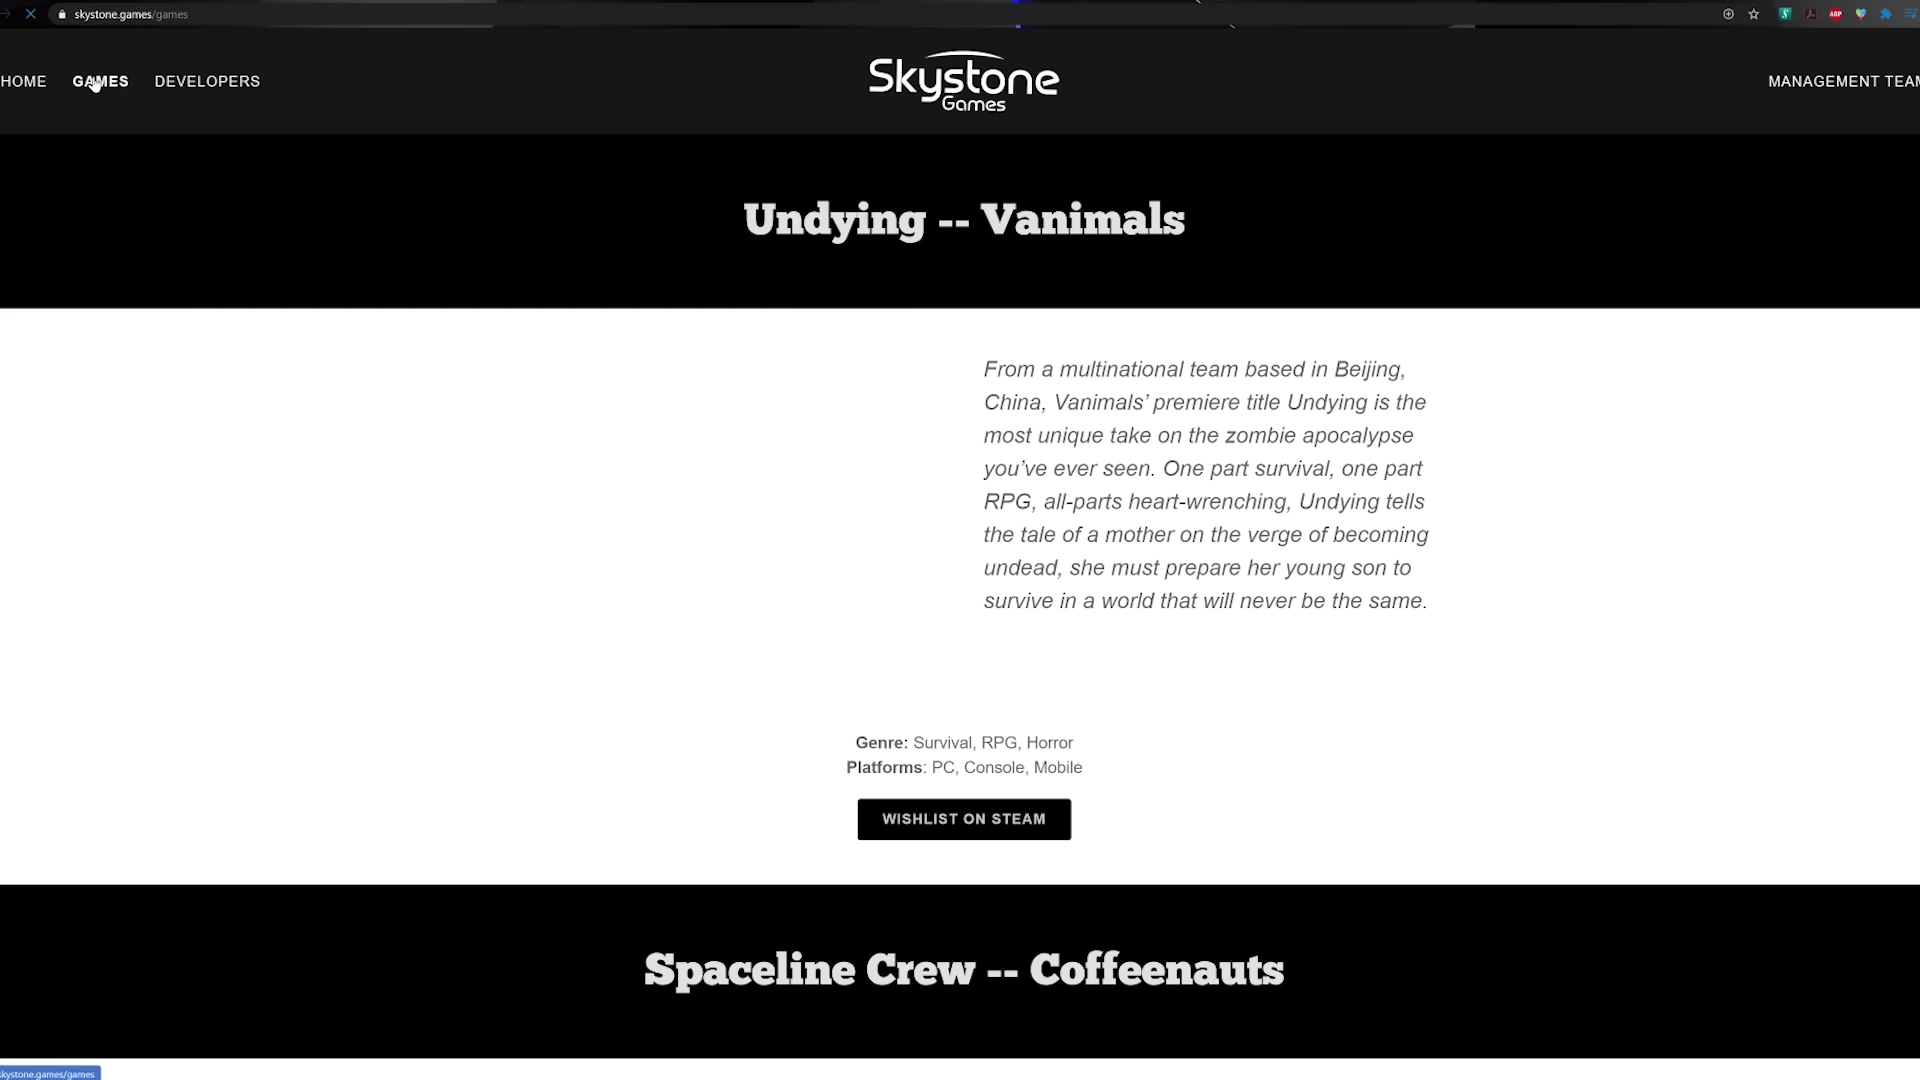 skystone.games/games
ABP
HOME GAMES DEVELOPERS
Skystone
Games
MANAGEMENT TEAM
Undying -- Vanimals
From a multinational team based in Beijing,
China, Vanimals’ premiere title Undying is the
most unique take on the zombie apocalypse
you’ve ever seen. One part survival, one part
RPG, all-parts heart-wrenching, Undying tells
the tale of a mother on the verge of becoming
undead, she must prepare her young son to
survive in a world that will never be the same.
Genre: Survival, RPG, Horror
Platforms: PC, Console, Mobile
WISHLIST ON STEAM
Spaceline Crew -- Coffeenauts
skystone.games/games